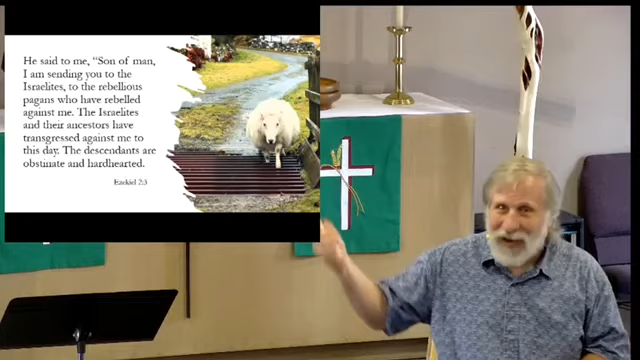 He said to me, “Son of man,
I am sending you to the
Israelites, to the rebellious
pagans who have rebelled
against me. The Israelites
and their ancestors have
transgressed against me to
this day. The descendants are
obstinate and hardhearted.
Ezekiel 2:3